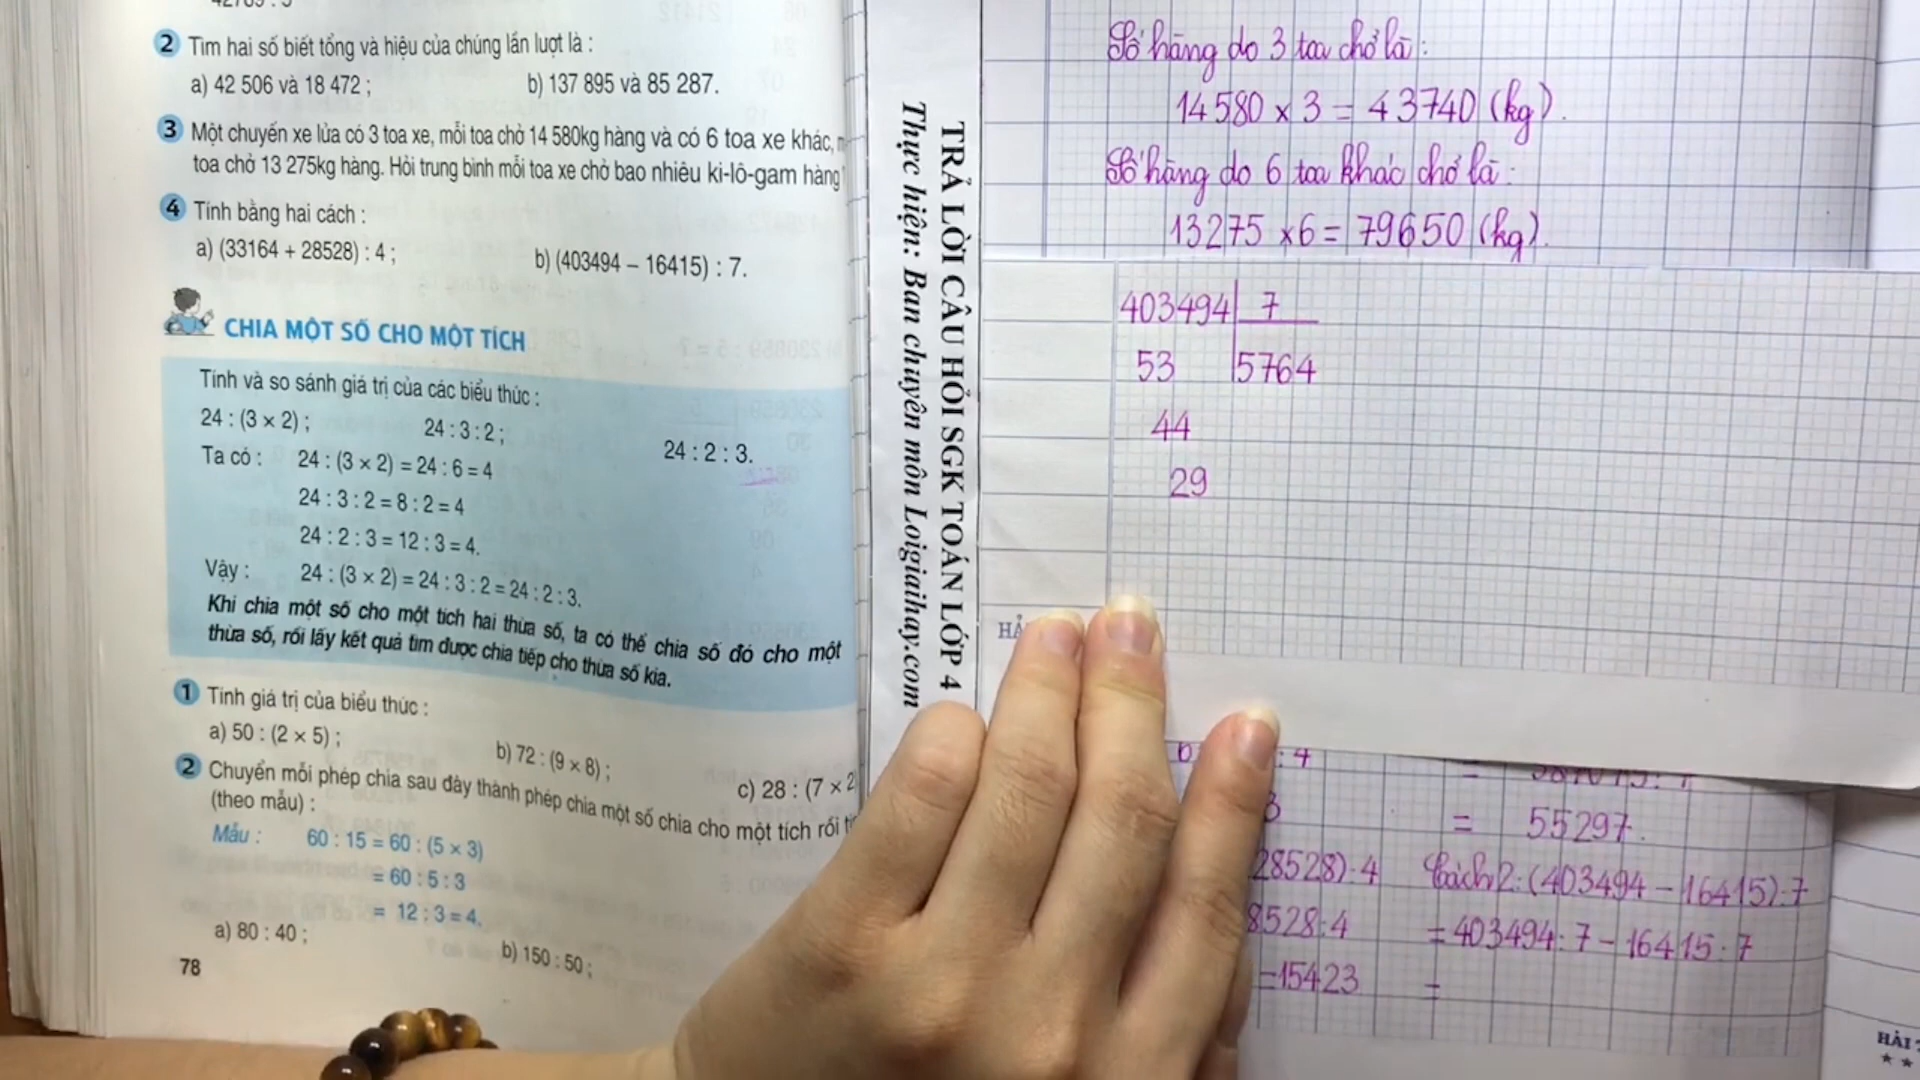 2 Tìm hai số biết tổng và hiệu của chúng lần lượt là :
a) 42 506 và 18 472 ; b) 137 895 và 85 287.
3 Một chuyến xe lửa có 3 toa xe, mỗi toa chở 14 580kg hàng và có 6 toa xe khác,
toa chở 13 275kg hàng. Hỏi trung bình mỗi toa xe chở bao nhiêu ki-lô-gam hàng
4 Tính bằng hai cách :
a) (33164 + 28528) : 4 ; b) (403494 – 16415) : 7.
CHIA MỘT SỐ CHO MỘT TÍCH
Tính và so sánh giá trị của các biểu thức :
24 : (3 × 2) ; 24 : 3 : 2 ; 24 : 2 : 3.
Ta có : 24 : (3 × 2) = 24 : 6 = 4
24 : 3 : 2 = 8 : 2 = 4
24 : 2 : 3 = 12 : 3 = 4.
Vậy : 24 : (3 × 2) = 24 : 3 : 2 = 24 : 2 : 3.
Khi chia một số cho một tích hai thừa số, ta có thể chia số đó cho một
thừa số, rồi lấy kết quả tìm được chia tiếp cho thừa số kia.
1 Tính giá trị của biểu thức :
a) 50 : (2 × 5) ; b) 72 : (9 × 8) ; c) 28 : (7 × 2
2 Chuyển mỗi phép chia sau đây thành phép chia một số chia cho một tích rồi
(theo mẫu) :
Mẫu : 60 : 15 = 60 : (5 × 3)
= 60 : 5 : 3
= 12 : 3 = 4.
a) 80 : 40 ; b) 150 : 50 ;
78
TRẢ LỜI CÂU HỎI SGK TOÁN LỚP 4
Thực hiện: Ban chuyên môn Loigiaihay.com
Số hàng do 3 toa chở là:
14580 × 3 = 43740 (kg).
Số hàng do 6 toa khác chở là:
13275 × 6 = 79650 (kg).
403494 7
53 5764
44
29
: 4
3 = 55297.
28528) : 4 Cách 2: (403494 – 16415) : 7
8528 : 4 = 403494 : 7 – 16415 : 7
=15423 =
HẢI